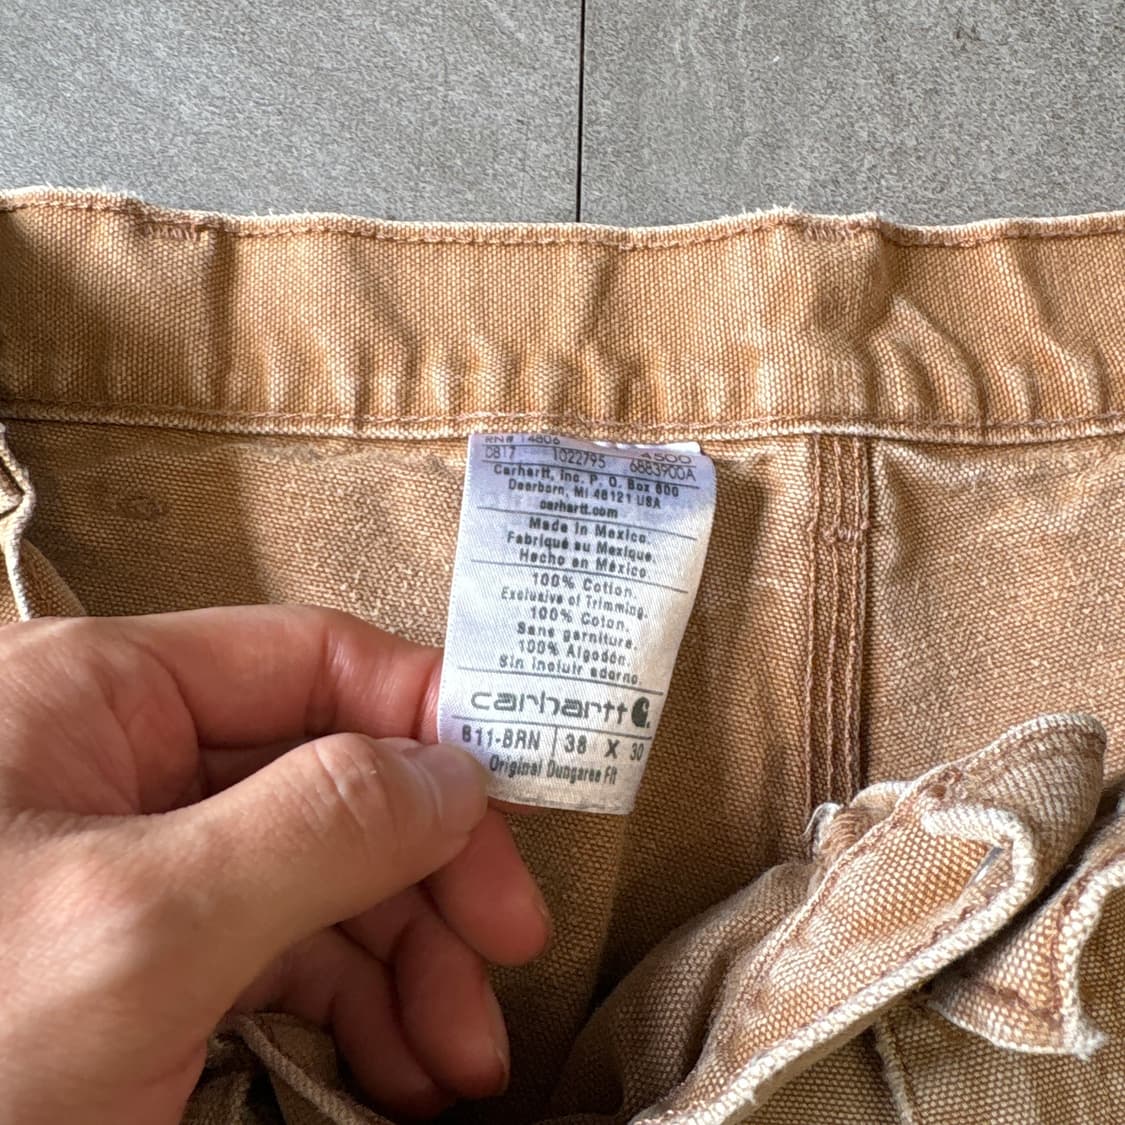 RN# 14806
4500
0817 1022795 6883900A
Carhartt, Inc. P. O. Box 600
Dearborn, MI 48121 USA
carhartt.com
Made in Mexico.
Fabriqué au Mexique.
Hecho en México.
100% Cotton.
Exclusive of Trimming.
100% Coton.
Sans garniture.
100% Algodón.
Sin incluir adorno.
carhartt
B11-BRN 38 X 30
Original Dungaree Fit